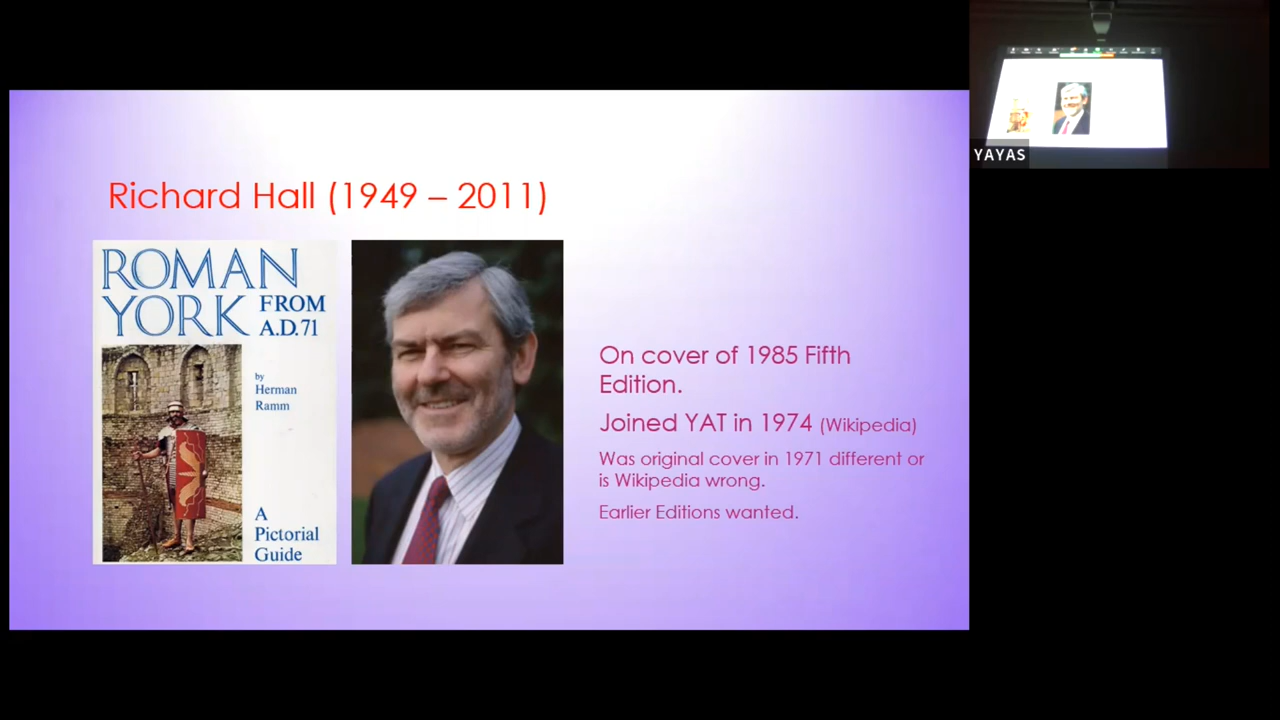 Richard Hall (1949 – 2011)
ROMAN
YORK FROM
A.D.71
by
Herman
Ramm
A
Pictorial
Guide
On cover of 1985 Fifth
Edition.
Joined YAT in 1974 (Wikipedia)
Was original cover in 1971 different or
is Wikipedia wrong.
Earlier Editions wanted.
YAYAS